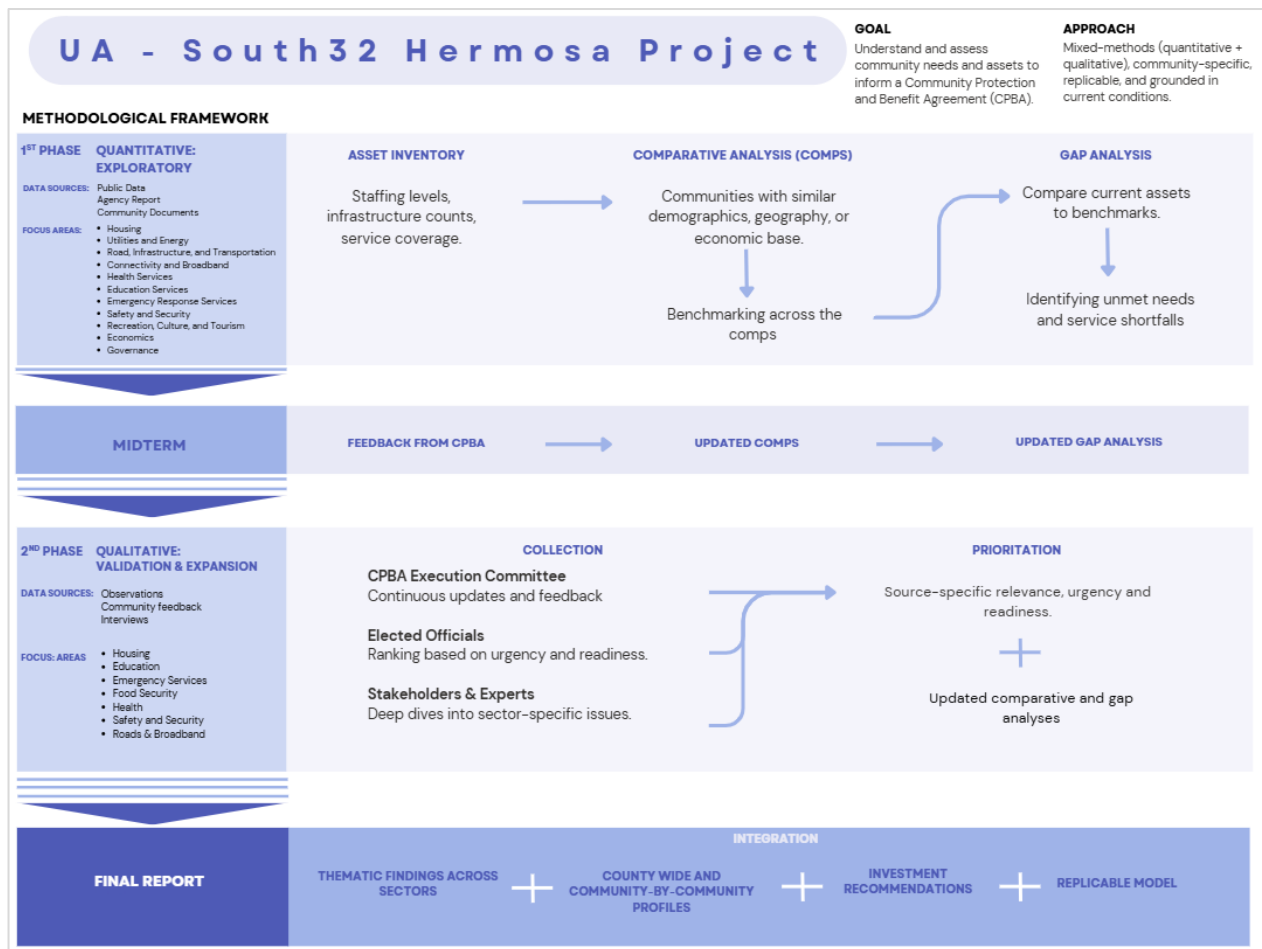 UA - South32 Hermosa Project
GOAL
Understand and assess
community needs and assets to
inform a Community Protection
and Benefit Agreement (CPBA).
APPROACH
Mixed-methods (quantitative +
qualitative), community-specific,
replicable, and grounded in
current conditions.
METHODOLOGICAL FRAMEWORK
1ST PHASE QUANTITATIVE:
EXPLORATORY
DATA SOURCES: Public Data
Agency Report
Community Documents
FOCUS AREAS: • Housing
• Utilities and Energy
• Road, Infrastructure, and Transportation
• Connectivity and Broadband
• Health Services
• Education Services
• Emergency Response Services
• Safety and Security
• Recreation, Culture, and Tourism
• Economics
• Governance
ASSET INVENTORY
Staffing levels,
infrastructure counts,
service coverage.
COMPARATIVE ANALYSIS (COMPS)
Communities with similar
demographics, geography, or
economic base.
Benchmarking across the
comps
GAP ANALYSIS
Compare current assets
to benchmarks.
Identifying unmet needs
and service shortfalls
MIDTERM
FEEDBACK FROM CPBA
UPDATED COMPS
UPDATED GAP ANALYSIS
2ND PHASE QUALITATIVE:
VALIDATION & EXPANSION
DATA SOURCES: Observations
Community feedback
Interviews
FOCUS: AREAS • Housing
• Education
• Emergency Services
• Food Security
• Health
• Safety and Security
• Roads & Broadband
COLLECTION
CPBA Execution Committee
Continuous updates and feedback
Elected Officials
Ranking based on urgency and readiness.
Stakeholders & Experts
Deep dives into sector-specific issues.
PRIORITATION
Source-specific relevance, urgency and
readiness.
Updated comparative and gap
analyses
FINAL REPORT
INTEGRATION
THEMATIC FINDINGS ACROSS
SECTORS
COUNTY WIDE AND
COMMUNITY-BY-COMMUNITY
PROFILES
INVESTMENT
RECOMMENDATIONS
REPLICABLE MODEL